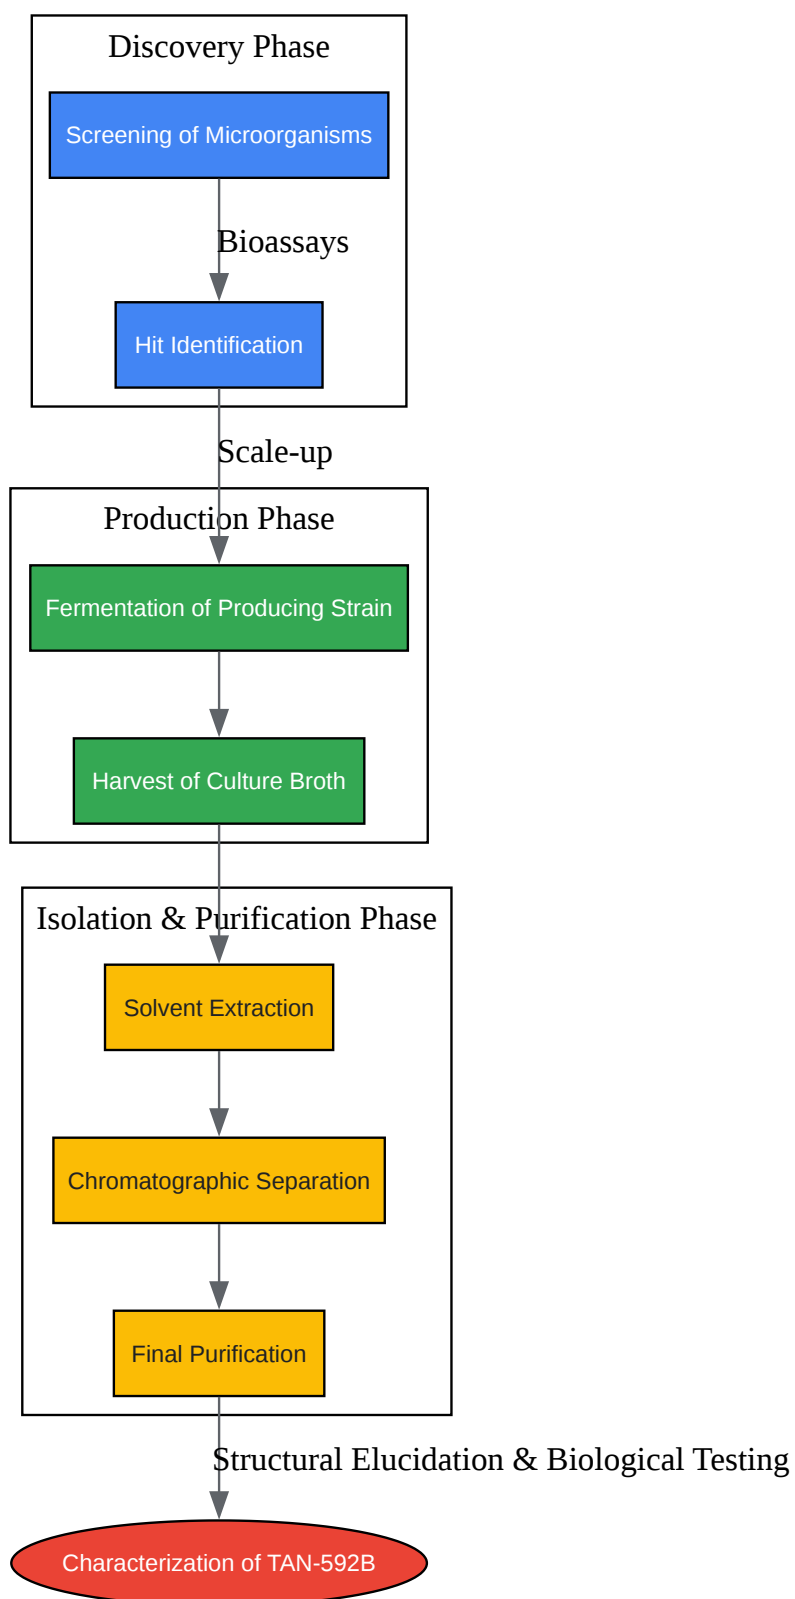 Discovery Phase
Screening of Microorganisms
Bioassays
Hit Identification
Scale-up
Production Phase
Fermentation of Producing Strain
Harvest of Culture Broth
Isolation & Purification Phase
Solvent Extraction
Chromatographic Separation
Final Purification
Structural Elucidation & Biological Testing
Characterization of TAN-592B